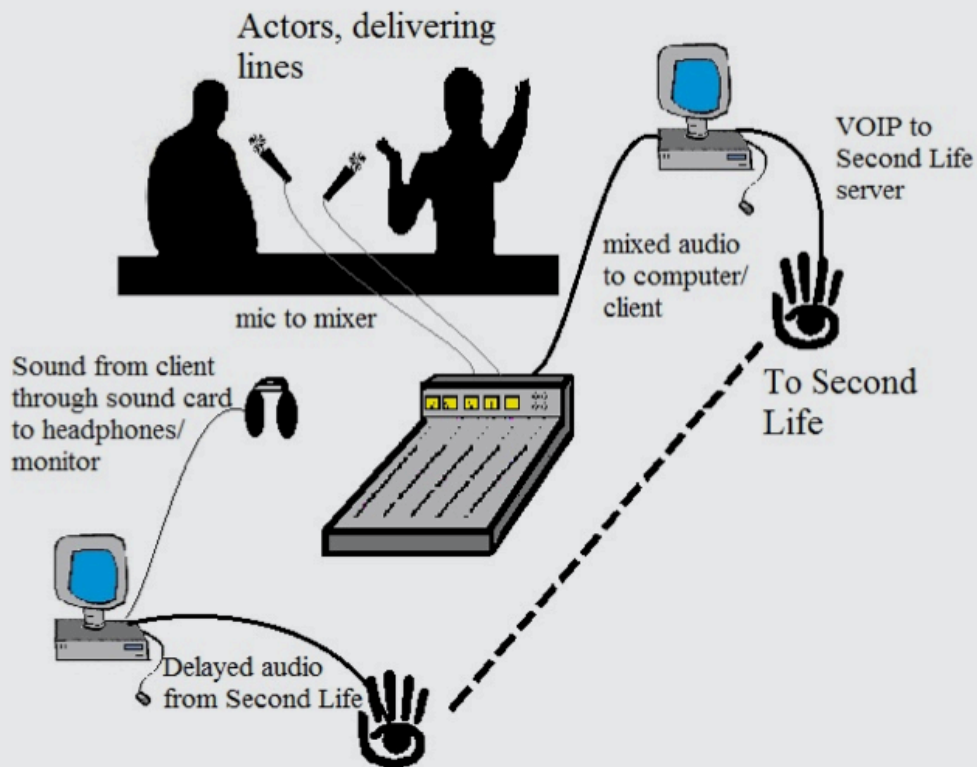 Actors, delivering
lines
VOIP to
Second Life
server
mixed audio
to computer/
client
mic to mixer
Sound from client
through sound card
to headphones/
monitor
To Second
Life
Delayed audio
from Second Life